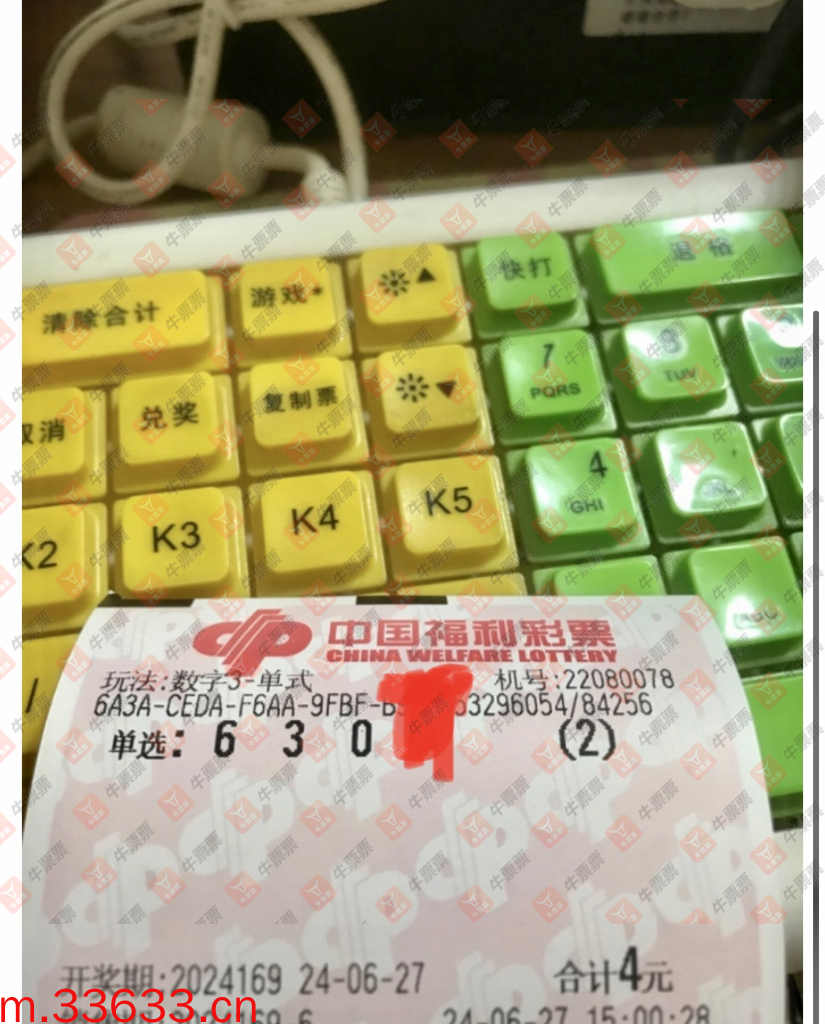 清除合计
游戏+
▲
快打
退格
取消
兑奖
复制票
▼
7
PQRS
8
TUV
K2
K3
K4
K5
4
GHI
/
中国福利彩票
CHINA WELFARE LOTTERY
玩法:数字3-单式
机号:22080078
6A3A-CEDA-F6AA-9FBF-B
53296054/84256
单选: 6 3 0
(2)
开奖期:2024169 24-06-27
合计4元
24-06-27 15:00:28
m.33633.cn
牛票票